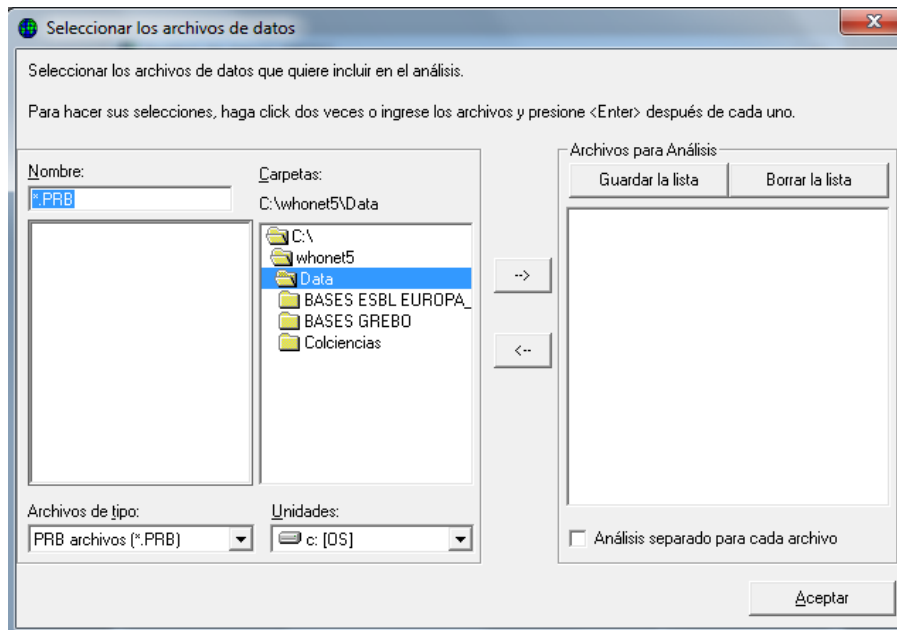 Seleccionar los archivos de datos
x
Seleccionar los archivos de datos que quiere incluir en el análisis.
Para hacer sus selecciones, haga click dos veces o ingrese los archivos y presione <Enter> después de cada uno.
Nombre:
*.PRB
Carpetas:
C:\whonet5\Data
C:\
whonet5
Data
BASES ESBL EUROPA_
BASES GREBO
Colciencias
Archivos de tipo:
PRB archivos (*.PRB)
Unidades:
c: [OS]
-->
<--
Archivos para Análisis
Guardar la lista
Borrar la lista
Análisis separado para cada archivo
Aceptar